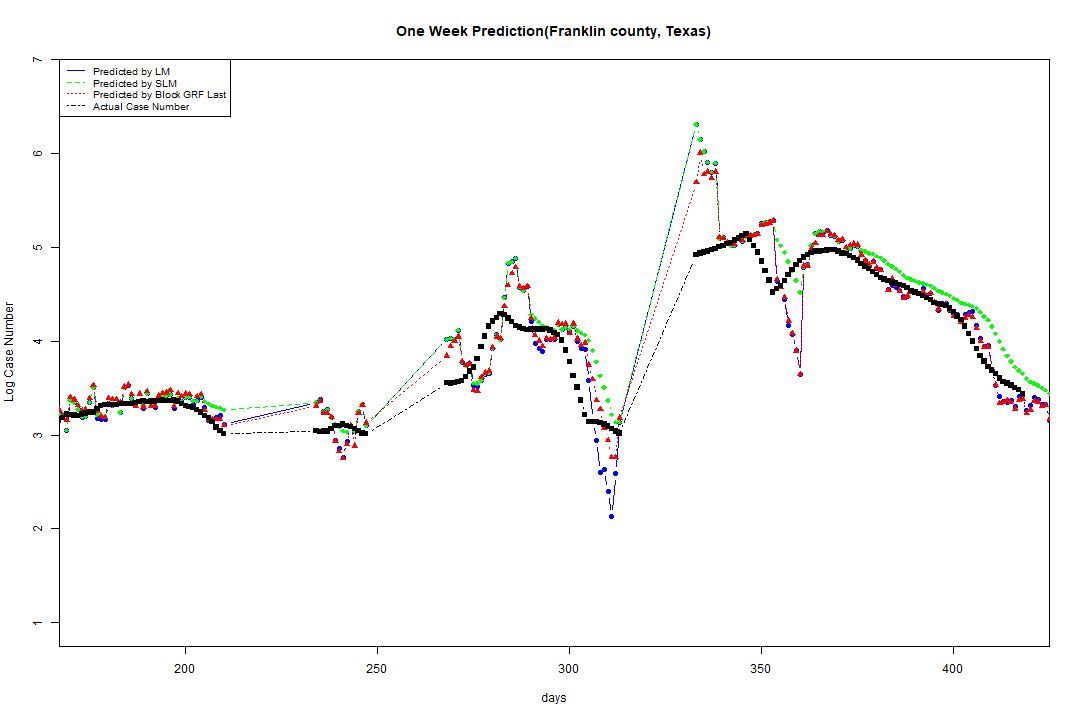 One Week Prediction(Franklin county, Texas)
Predicted by LM
Predicted by SLM
Predicted by Block GRF Last
Actual Case Number
7
6
5
4
3
2
1
Log Case Number
200 250 300 350 400
days